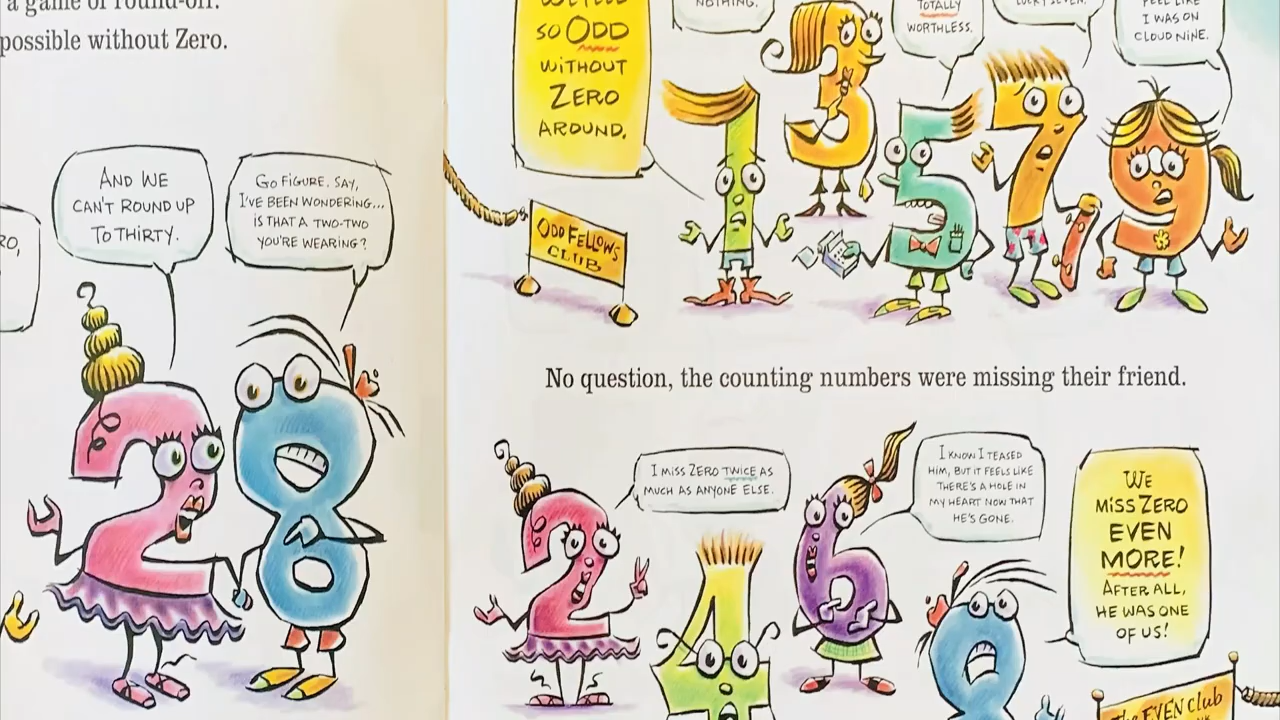 a game of round-off.
possible without Zero.
AND WE
CAN'T ROUND UP
TO THIRTY.
GO FIGURE. SAY,
I'VE BEEN WONDERING...
IS THAT A TWO-TWO
YOU'RE WEARING?
SO ODD
WITHOUT
ZERO
AROUND.
NOTHING.
TOTALLY
WORTHLESS.
LUCKY SEVEN.
FEEL LIKE
I WAS ON
CLOUD NINE.
ODD FELLOWS
CLUB
No question, the counting numbers were missing their friend.
I MISS ZERO TWICE AS
MUCH AS ANYONE ELSE.
I KNOW I TEASED
HIM, BUT IT FEELS LIKE
THERE'S A HOLE IN
MY HEART NOW THAT
HE'S GONE.
WE
MISS ZERO
EVEN
MORE!
AFTER ALL,
HE WAS ONE
OF US!
The EVEN Club